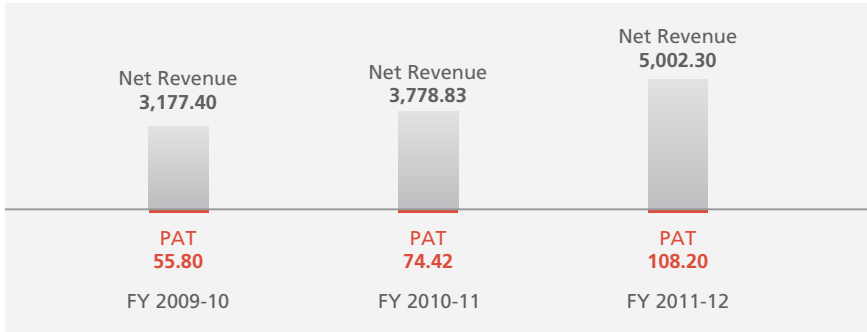 Net Revenue
3,177.40
Net Revenue
3,778.83
Net Revenue
5,002.30
PAT
55.80
PAT
74.42
PAT
108.20
FY 2009-10
FY 2010-11
FY 2011-12